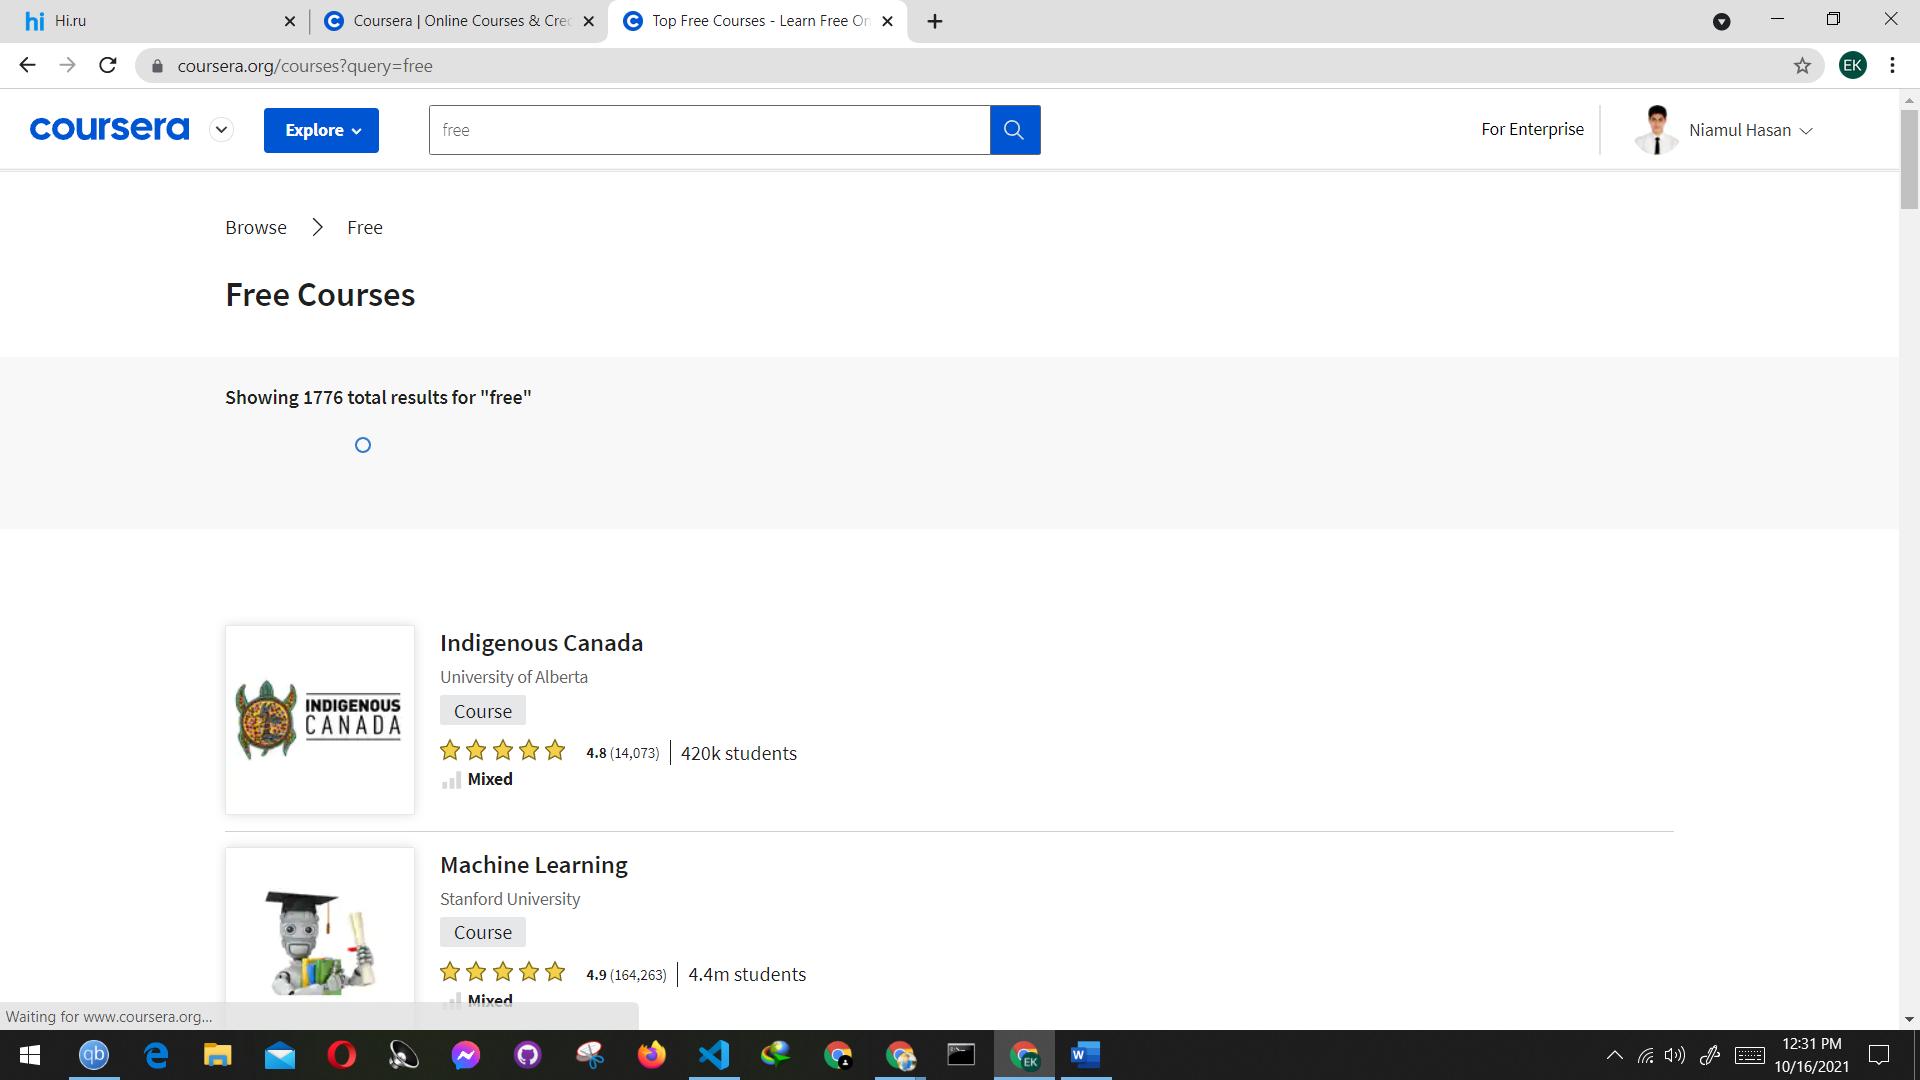 hi Hi.ru
Coursera | Online Courses & Cred
Top Free Courses - Learn Free On
coursera.org/courses?query=free
EK
coursera
Explore
free
For Enterprise
Niamul Hasan
Browse
Free
Free Courses
Showing 1776 total results for "free"
INDIGENOUS
CANADA
Indigenous Canada
University of Alberta
Course
4.8 (14,073) 420k students
Mixed
Machine Learning
Stanford University
Course
4.9 (164,263) 4.4m students
Mixed
Waiting for www.coursera.org...
qb
EK
W
12:31 PM
10/16/2021